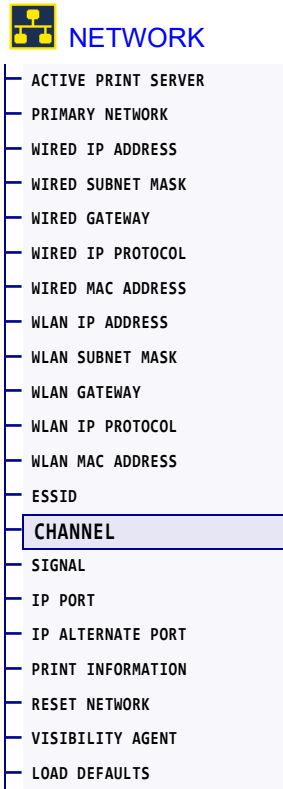 NETWORK
ACTIVE PRINT SERVER
PRIMARY NETWORK
WIRED IP ADDRESS
WIRED SUBNET MASK
WIRED GATEWAY
WIRED IP PROTOCOL
WIRED MAC ADDRESS
WLAN IP ADDRESS
WLAN SUBNET MASK
WLAN GATEWAY
WLAN IP PROTOCOL
WLAN MAC ADDRESS
ESSID
CHANNEL
SIGNAL
IP PORT
IP ALTERNATE PORT
PRINT INFORMATION
RESET NETWORK
VISIBILITY AGENT
LOAD DEFAULTS